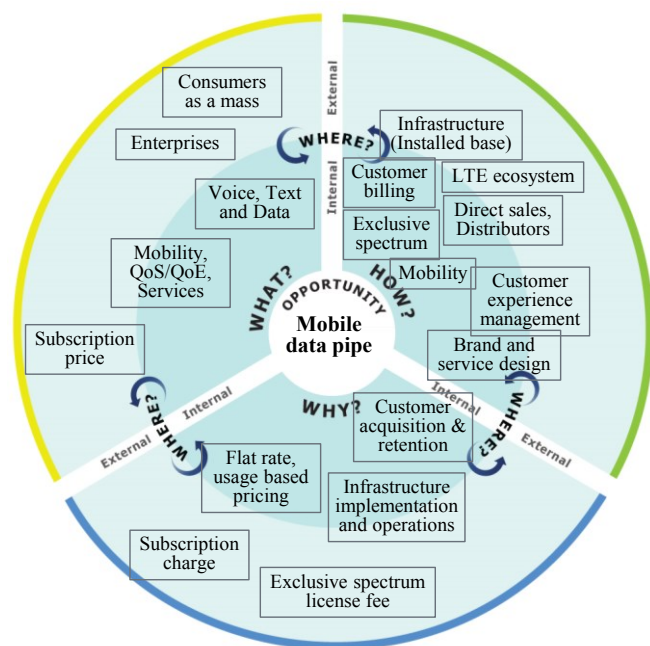 Consumers
as a mass
Enterprises
Voice, Text
and Data
Mobility,
QoS/QoE,
Services
Subscription
price
WHAT?
External
Internal
WHERE?
Infrastructure
(Installed base)
Customer
billing
LTE ecosystem
Exclusive
spectrum
Direct sales,
Distributors
Mobility
Customer
experience
management
Brand and
service design
HOW?
OPPORTUNITY
Mobile
data pipe
Internal
External
WHERE?
WHY?
Customer
acquisition &
retention
Flat rate,
usage based
pricing
Infrastructure
implementation
and operations
Subscription
charge
Exclusive spectrum
license fee
Internal
External
WHERE?